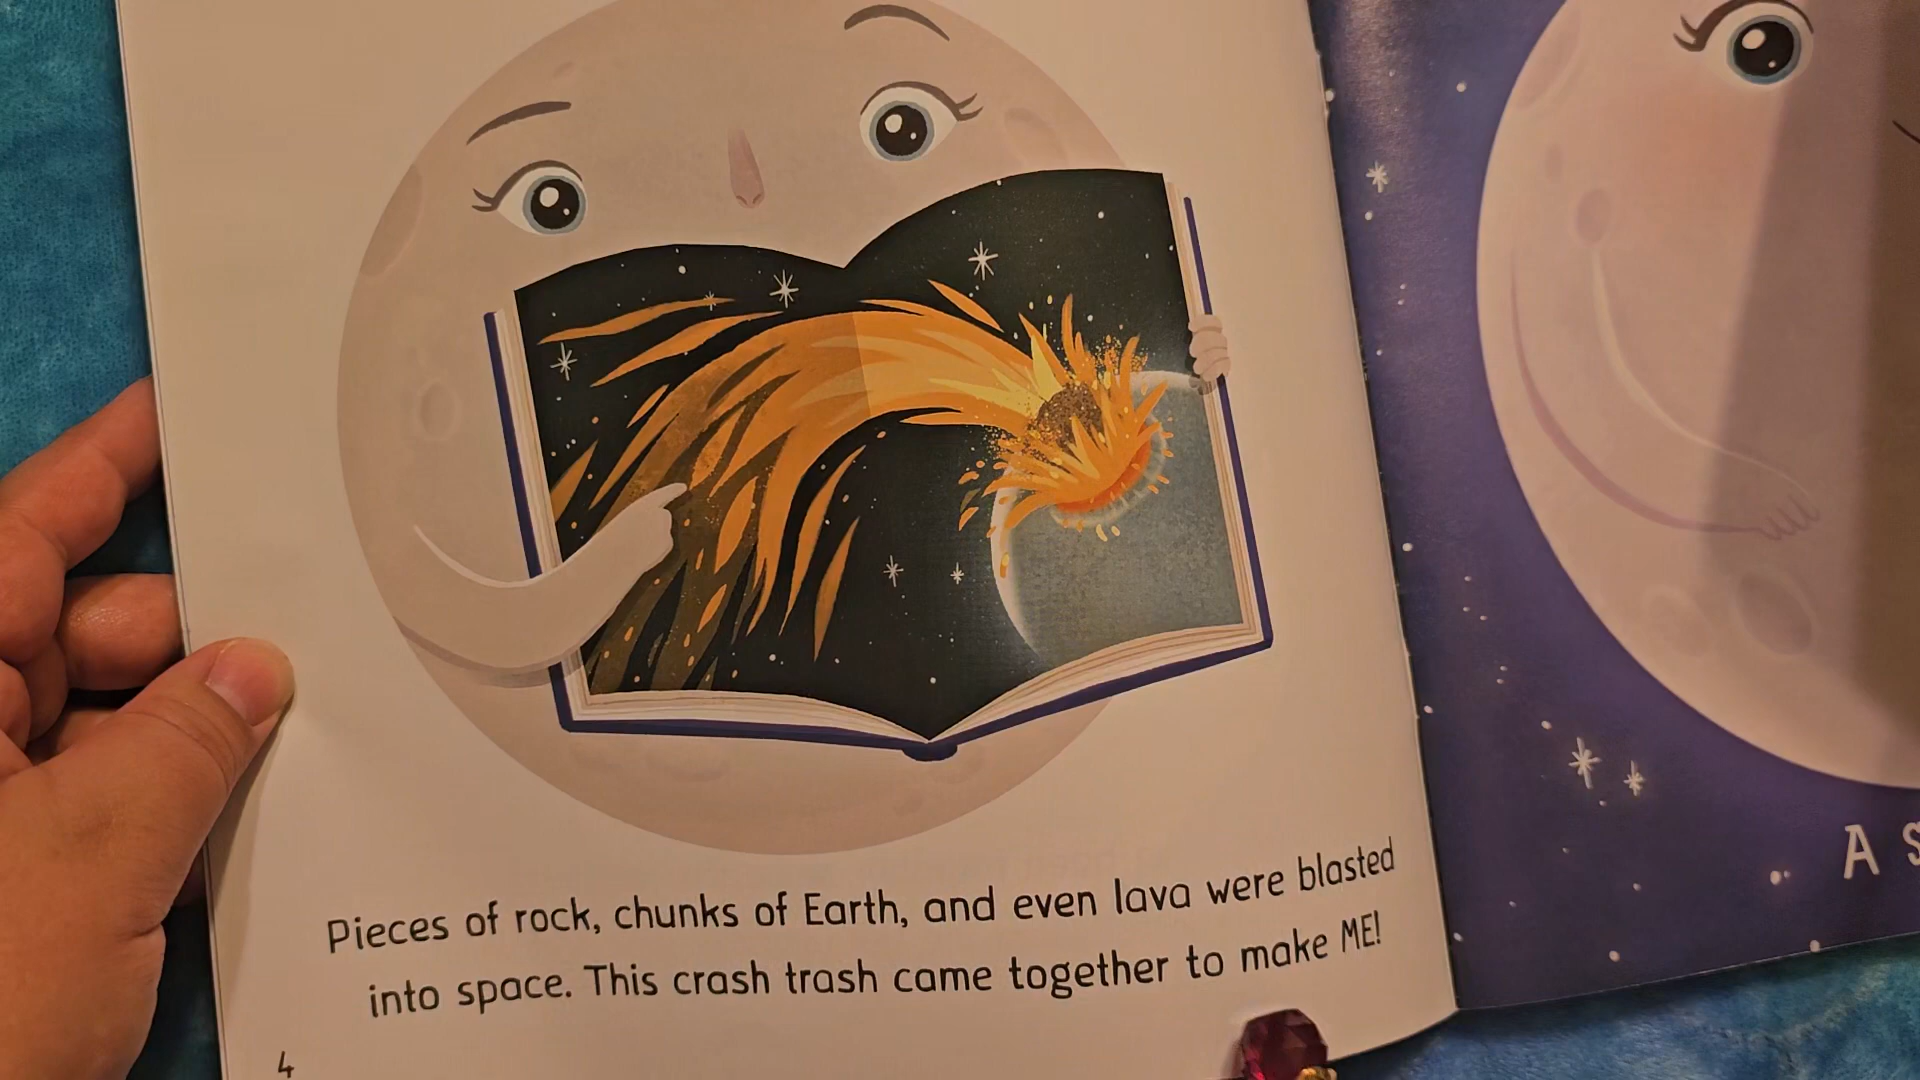 Pieces of rock, chunks of Earth, and even lava were blasted
into space. This crash trash came together to make ME!
4
A